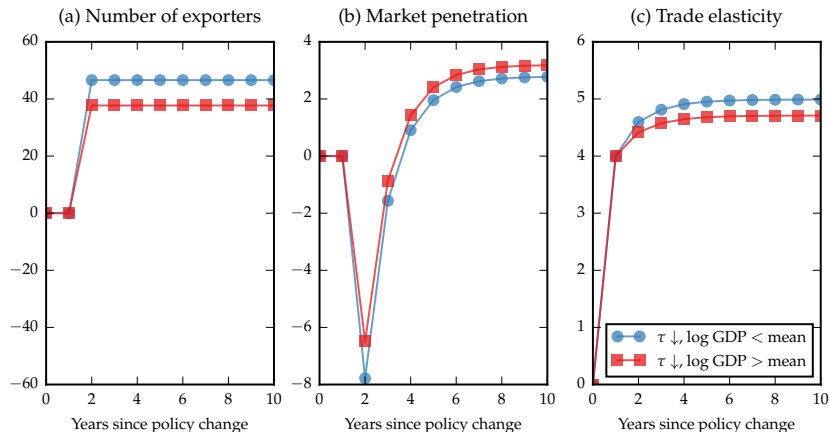 (a) Number of exporters
(b) Market penetration
(c) Trade elasticity
60
40
20
0
−20
−40
−60
0 2 4 6 8 10
Years since policy change
4
2
0
−2
−4
−6
−8
0 2 4 6 8 10
Years since policy change
6
5
4
3
2
1
0
0 2 4 6 8 10
Years since policy change
τ ↓, log GDP < mean
τ ↓, log GDP > mean